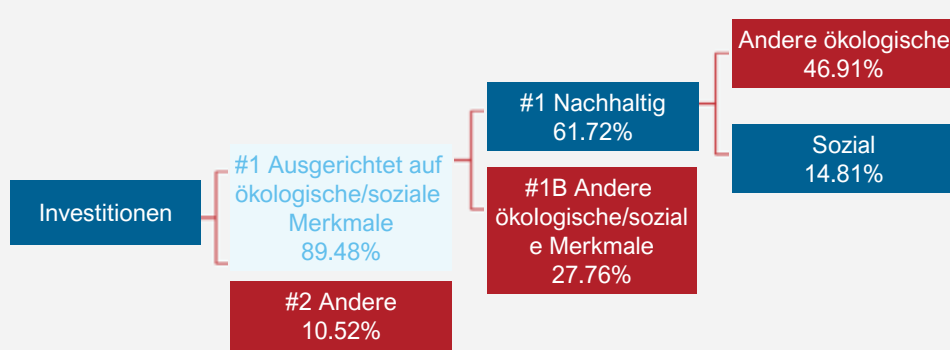 Investitionen
#1 Ausgerichtet auf
ökologische/soziale
Merkmale
89.48%
#2 Andere
10.52%
#1 Nachhaltig
61.72%
#1B Andere
ökologische/sozial
e Merkmale
27.76%
Andere ökologische
46.91%
Sozial
14.81%